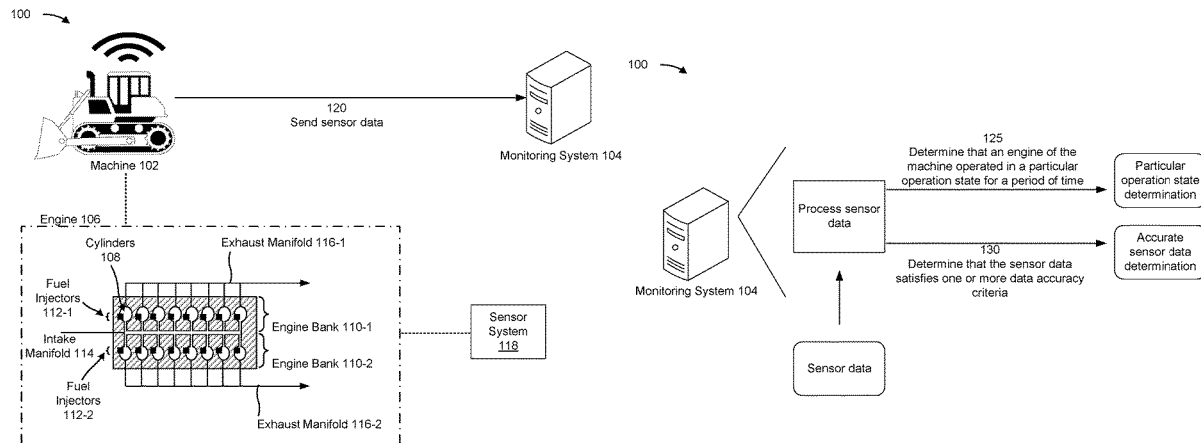 100
120
Send sensor data
Machine 102
Monitoring System 104
Engine 106
Cylinders
108
Exhaust Manifold 116-1
Fuel
Injectors
112-1
Engine Bank 110-1
Intake
Manifold 114
Engine Bank 110-2
Fuel
Injectors
112-2
Exhaust Manifold 116-2
Sensor
System
118
100
Monitoring System 104
Process sensor
data
Sensor data
125
Determine that an engine of the
machine operated in a particular
operation state for a period of time
Particular
operation state
determination
130
Determine that the sensor data
satisfies one or more data accuracy
criteria
Accurate
sensor data
determination